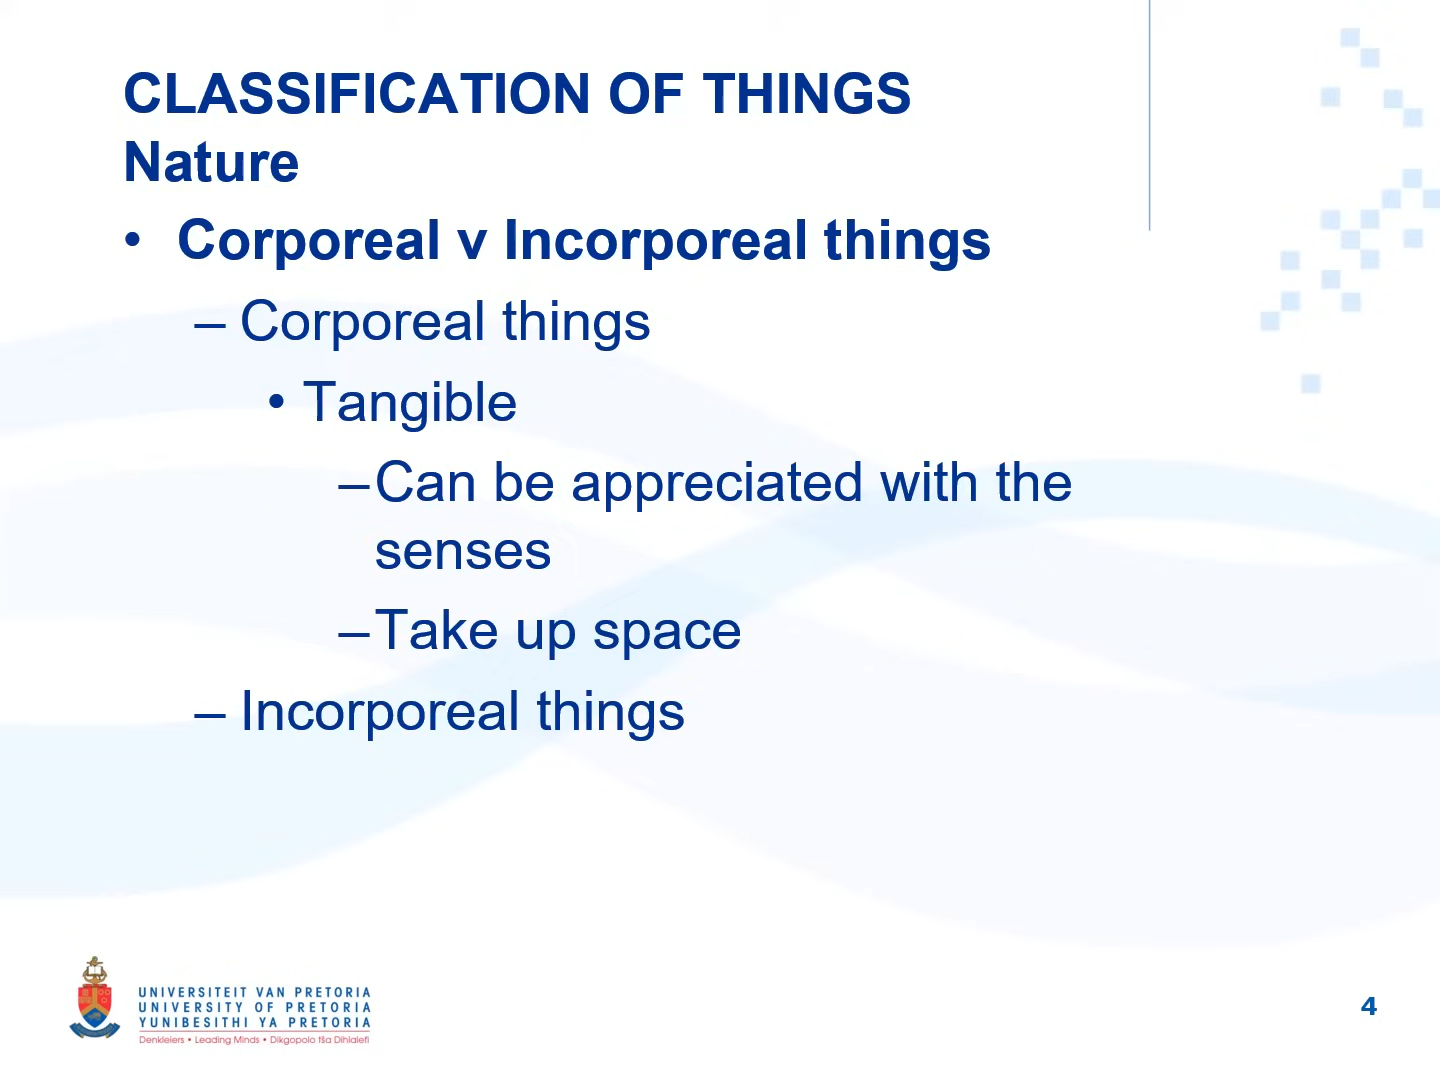 CLASSIFICATION OF THINGS
Nature
• Corporeal v Incorporeal things
– Corporeal things
• Tangible
–Can be appreciated with the
senses
–Take up space
– Incorporeal things
UNIVERSITEIT VAN PRETORIA
UNIVERSITY OF PRETORIA
YUNIBESITHI YA PRETORIA
Denkleiers • Leading Minds • Dikgopolo tša Dihlalefi
4